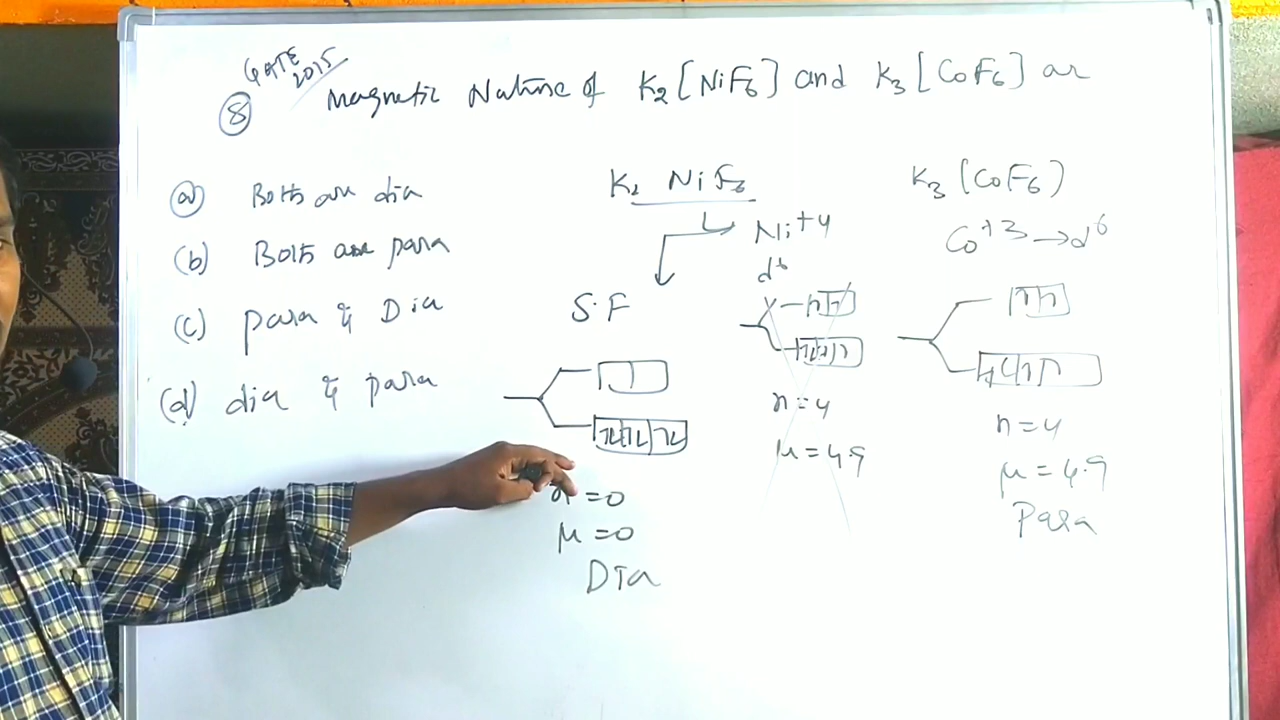 GATE 2015
(8) Magnetic Nature of K₂[NiF₆] and K₃[CoF₆] ar
(a) Both are dia
(b) Both are para
(c) para & Dia
(d) dia & para
K₂ NiF₆
Ni⁺⁴
d⁶
S.F
n=0
μ=0
Dia
n=4
μ=4.9
K₃(CoF₆)
Co⁺³→d⁶
n=4
μ=4.9
Para